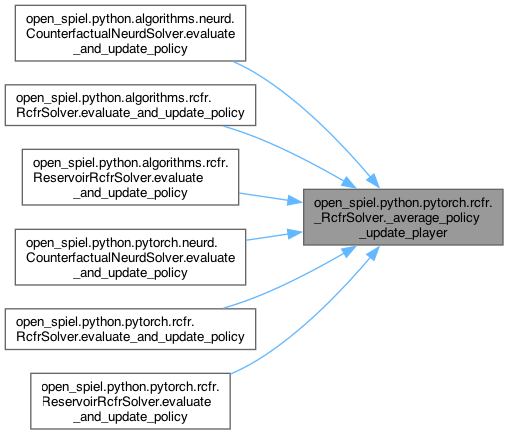 open_spiel.python.algorithms.neurd.
CounterfactualNeurdSolver.evaluate
_and_update_policy
open_spiel.python.algorithms.rcfr.
RcfrSolver.evaluate_and_update_policy
open_spiel.python.algorithms.rcfr.
ReservoirRcfrSolver.evaluate
_and_update_policy
open_spiel.python.pytorch.rcfr.
_RcfrSolver._average_policy
_update_player
open_spiel.python.pytorch.neurd.
CounterfactualNeurdSolver.evaluate
_and_update_policy
open_spiel.python.pytorch.rcfr.
RcfrSolver.evaluate_and_update_policy
open_spiel.python.pytorch.rcfr.
ReservoirRcfrSolver.evaluate
_and_update_policy